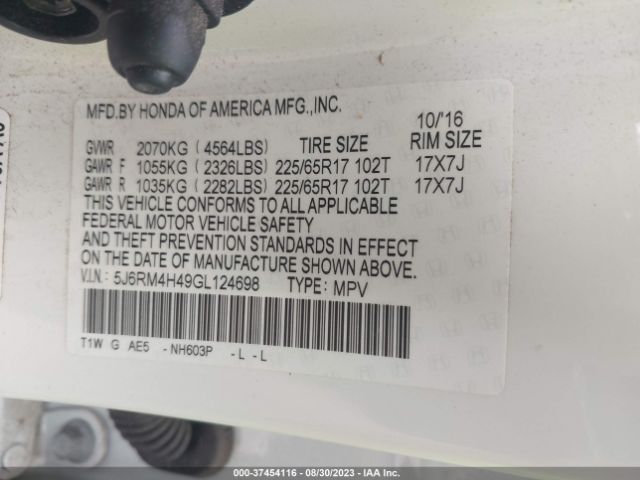 MFD.BY HONDA OF AMERICA MFG.,INC. 10/'16
GVWR 2070KG (4564LBS) TIRE SIZE RIM SIZE
GAWR F 1055KG (2326LBS) 225/65R17 102T 17X7J
GAWR R 1035KG (2282LBS) 225/65R17 102T 17X7J
THIS VEHICLE CONFORMS TO ALL APPLICABLE
FEDERAL MOTOR VEHICLE SAFETY
AND THEFT PREVENTION STANDARDS IN EFFECT
ON THE DATE OF MANUFACTURE SHOWN ABOVE.
V.I.N.: 5J6RM4H49GL124698 TYPE: MPV
T1W G AE5 - NH603P - L - L
000-37454116 - 08/30/2023 - IAA Inc.